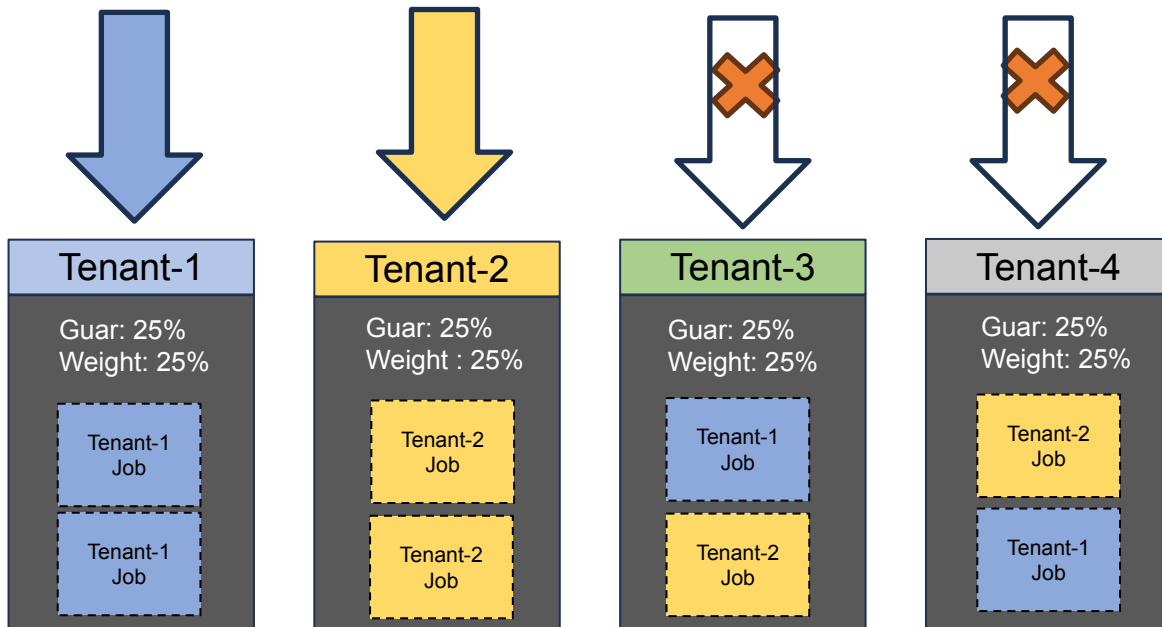 Tenant-1
Guar: 25%
Weight: 25%
Tenant-1
Job
Tenant-1
Job
Tenant-2
Guar: 25%
Weight : 25%
Tenant-2
Job
Tenant-2
Job
Tenant-3
Guar: 25%
Weight: 25%
Tenant-1
Job
Tenant-2
Job
Tenant-4
Guar: 25%
Weight: 25%
Tenant-2
Job
Tenant-1
Job